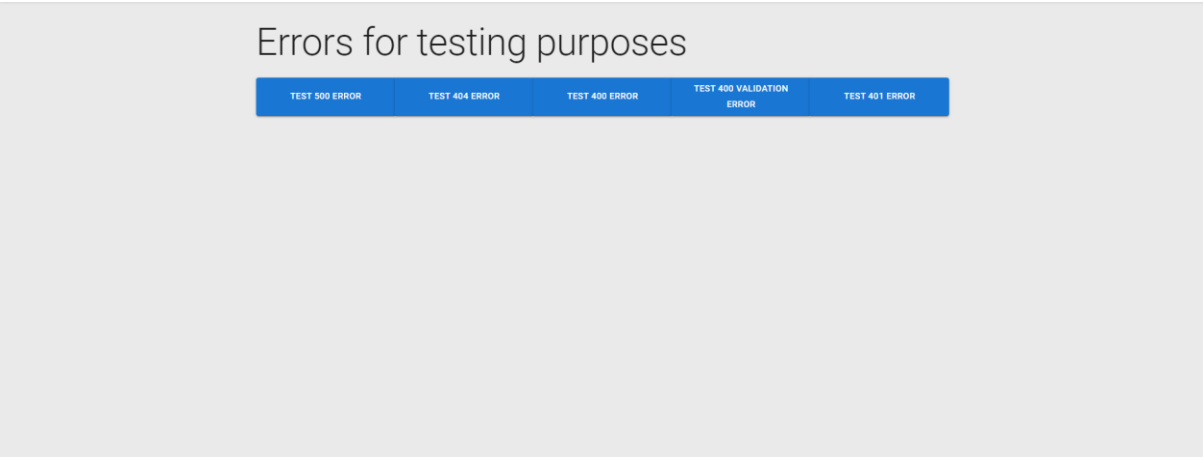 Errors for testing purposes
TEST 500 ERROR
TEST 404 ERROR
TEST 400 ERROR
TEST 400 VALIDATION
ERROR
TEST 401 ERROR